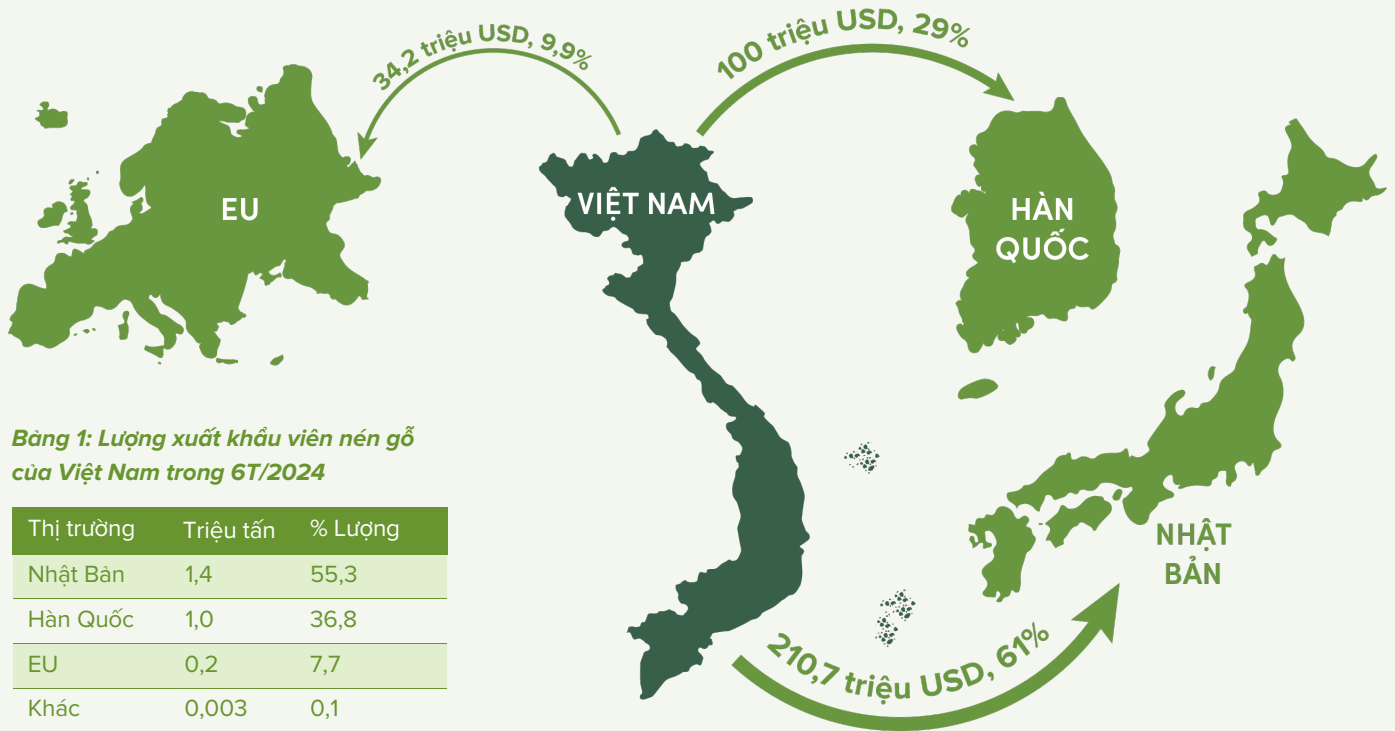 34,2 triệu USD, 9,9%
100 triệu USD, 29%
EU
VIỆT NAM
HÀN
QUỐC
NHẬT
BẢN
210,7 triệu USD, 61%
Bảng 1: Lượng xuất khẩu viên nén gỗ
của Việt Nam trong 6T/2024
Thị trường Triệu tấn % Lượng
Nhật Bản 1,4 55,3
Hàn Quốc 1,0 36,8
EU 0,2 7,7
Khác 0,003 0,1